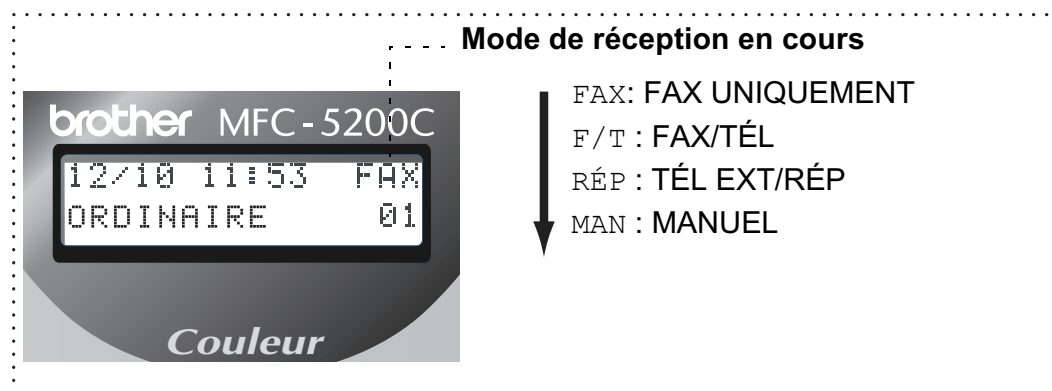 Mode de réception en cours
brother MFC-5200C
12/10 11:53 FAX
ORDINAIRE 01
Couleur
FAX: FAX UNIQUEMENT
F/T : FAX/TÉL
RÉP : TÉL EXT/RÉP
MAN : MANUEL